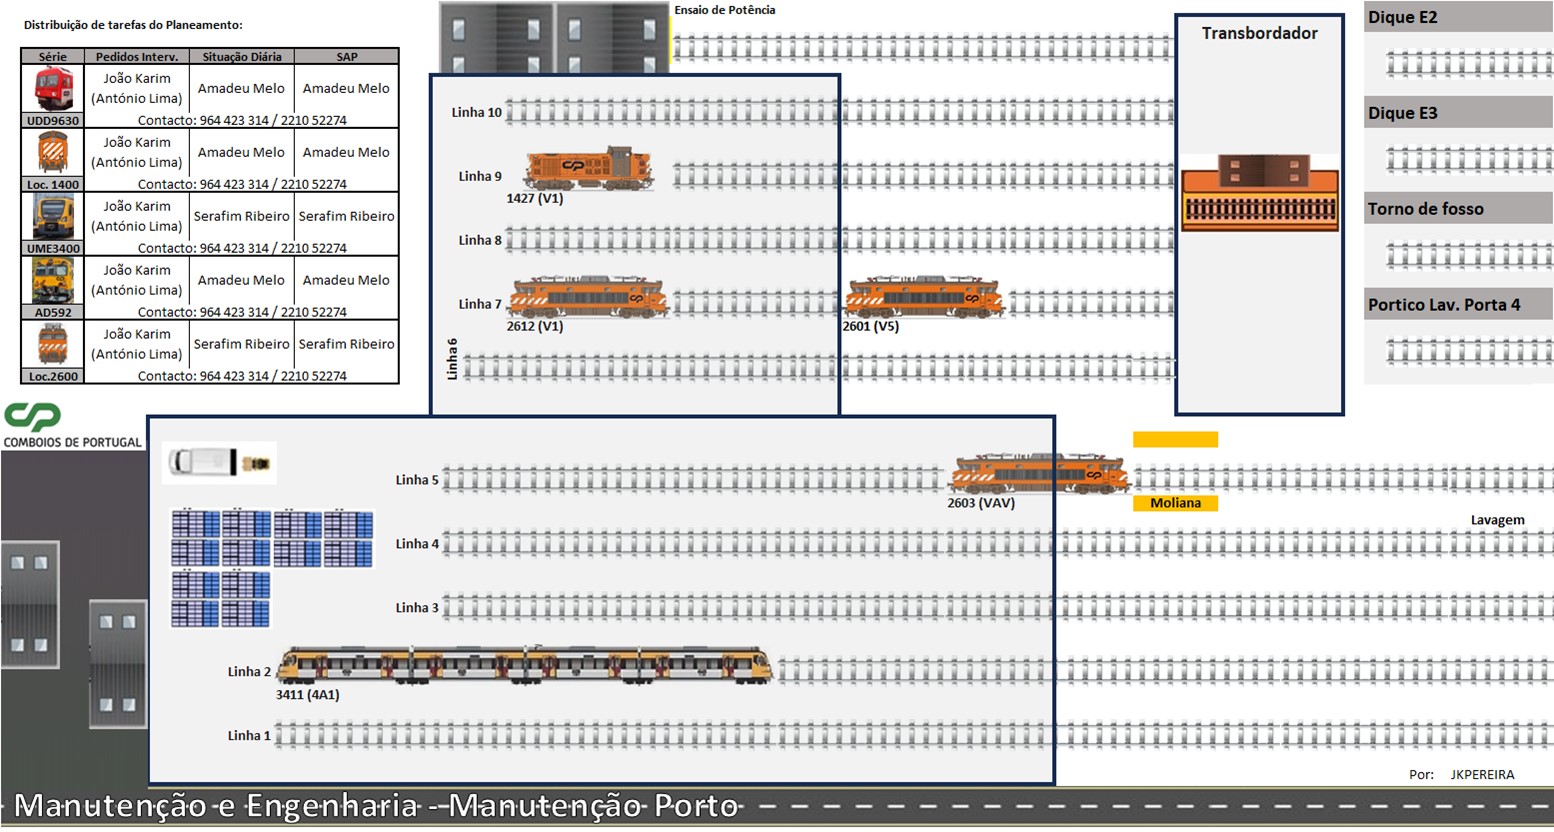 Distribuição de tarefas do Planeamento:
Série Pedidos Interv. Situação Diária SAP
João Karim
(António Lima) Amadeu Melo Amadeu Melo
UDD9630 Contacto: 964 423 314 / 2210 52274
João Karim
(António Lima) Amadeu Melo Amadeu Melo
Loc. 1400 Contacto: 964 423 314 / 2210 52274
João Karim
(António Lima) Serafim Ribeiro Serafim Ribeiro
UME3400 Contacto: 964 423 314 / 2210 52274
João Karim
(António Lima) Amadeu Melo Amadeu Melo
AD592 Contacto: 964 423 314 / 2210 52274
João Karim
(António Lima) Serafim Ribeiro Serafim Ribeiro
Loc.2600 Contacto: 964 423 314 / 2210 52274
CP
COMBOIOS DE PORTUGAL
Ensaio de Potência
Linha 10
Linha 9
CP
1427 (V1)
Linha 8
Linha 7
CP
2612 (V1)
CP
2601 (V5)
Linha 6
Transbordador
Dique E2
Dique E3
Torno de fosso
Portico Lav. Porta 4
Linha 5
CP
2603 (VAV)
Moliana
Lavagem
Linha 4
Linha 3
Linha 2
3411 (4A1)
Linha 1
Por: JKPEREIRA
Manutenção e Engenharia - Manutenção Porto